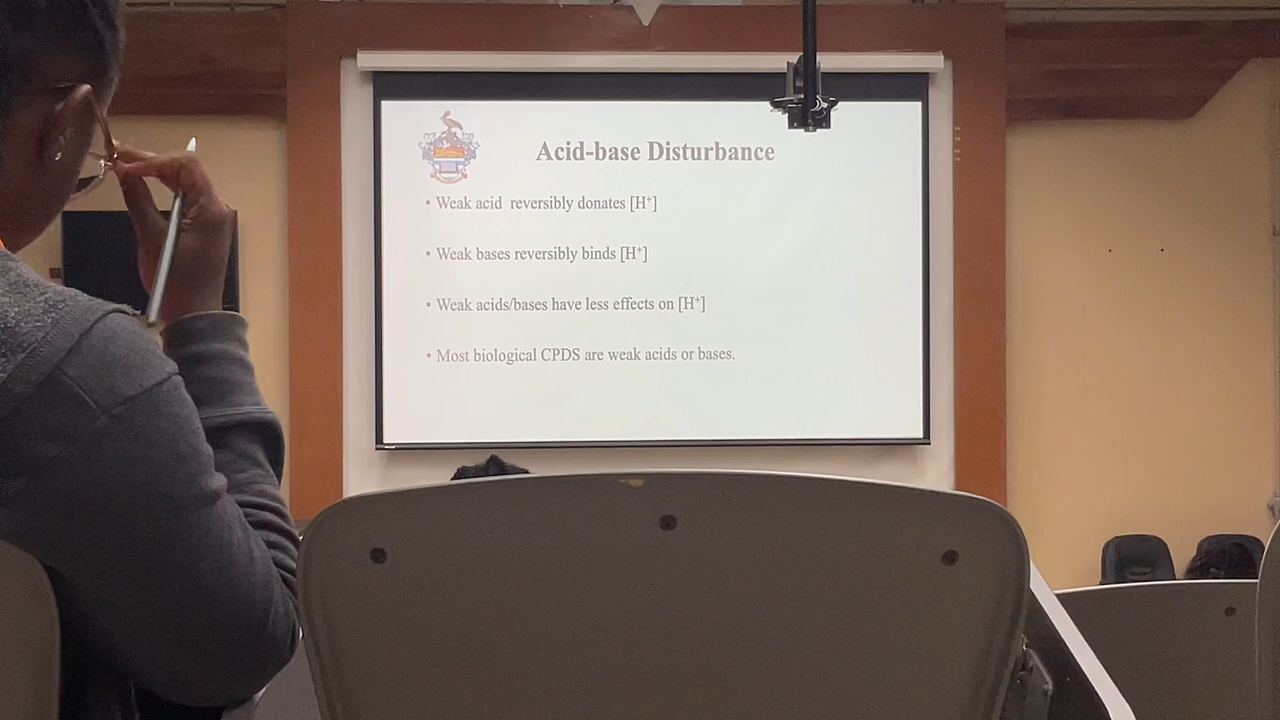 Acid-base Disturbance
• Weak acid reversibly donates [H⁺]
• Weak bases reversibly binds [H⁺]
• Weak acids/bases have less effects on [H⁺]
• Most biological CPDS are weak acids or bases.